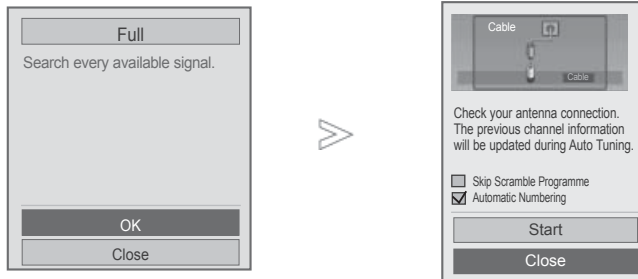 Full
Search every available signal.
OK
Close
Cable
Cable
Check your antenna connection.
The previous channel information
will be updated during Auto Tuning.
Skip Scramble Programme
Automatic Numbering
Start
Close